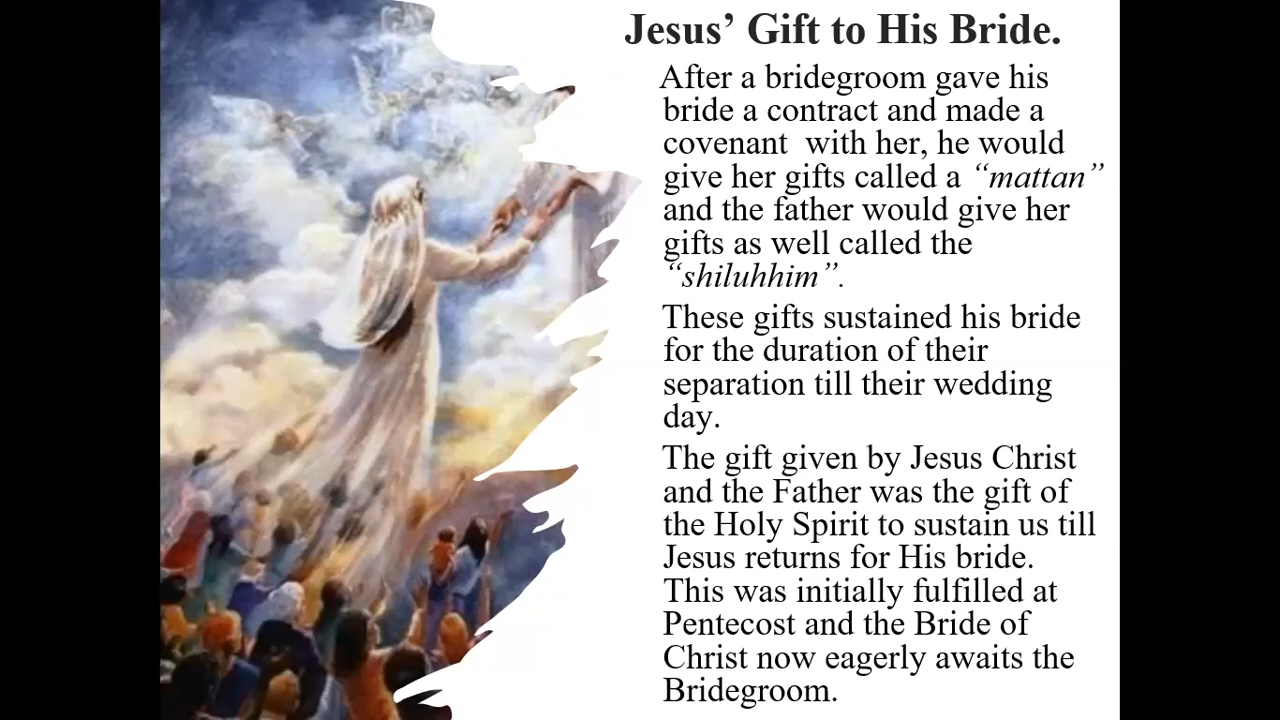 Jesus’ Gift to His Bride.
After a bridegroom gave his
bride a contract and made a
covenant  with her, he would
give her gifts called a “mattan”
and the father would give her
gifts as well called the
“shiluhhim”.
These gifts sustained his bride
for the duration of their
separation till their wedding
day.
The gift given by Jesus Christ
and the Father was the gift of
the Holy Spirit to sustain us till
Jesus returns for His bride.
This was initially fulfilled at
Pentecost and the Bride of
Christ now eagerly awaits the
Bridegroom.